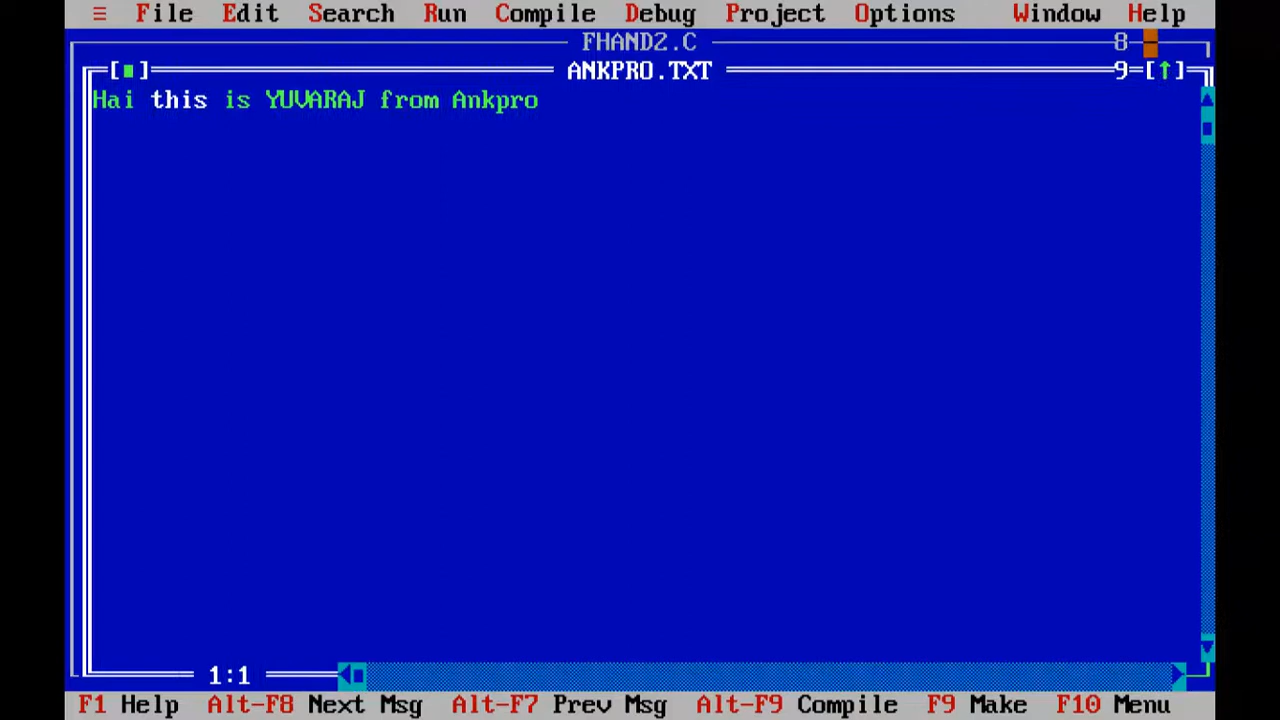 ≡ File Edit Search Run Compile Debug Project Options Window Help
FHAND2.C 8
[■] ANKPRO.TXT 9=[↑]
Hai this is YUVARAJ from Ankpro
1:1
F1 Help Alt-F8 Next Msg Alt-F7 Prev Msg Alt-F9 Compile F9 Make F10 Menu